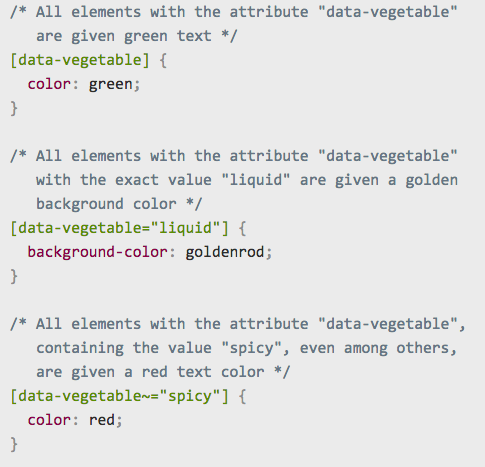 /* All elements with the attribute "data-vegetable"
   are given green text */
[data-vegetable] {
  color: green;
}

/* All elements with the attribute "data-vegetable"
   with the exact value "liquid" are given a golden
   background color */
[data-vegetable="liquid"] {
  background-color: goldenrod;
}

/* All elements with the attribute "data-vegetable",
   containing the value "spicy", even among others,
   are given a red text color */
[data-vegetable~="spicy"] {
  color: red;
}